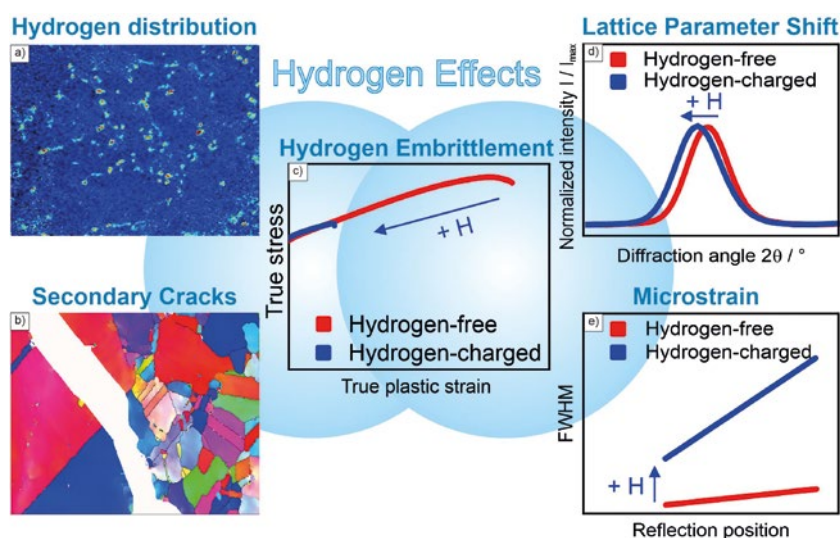 Hydrogen distribution
a)
Hydrogen Effects
Lattice Parameter Shift
d)
Hydrogen-free
Hydrogen-charged
+ H
Normalized intensity I / Imax
Diffraction angle 2θ / °
Hydrogen Embrittlement
c)
True stress
+ H
Hydrogen-free
Hydrogen-charged
True plastic strain
Secondary Cracks
b)
Microstrain
e)
Hydrogen-free
Hydrogen-charged
FWHM
+ H
Reflection position